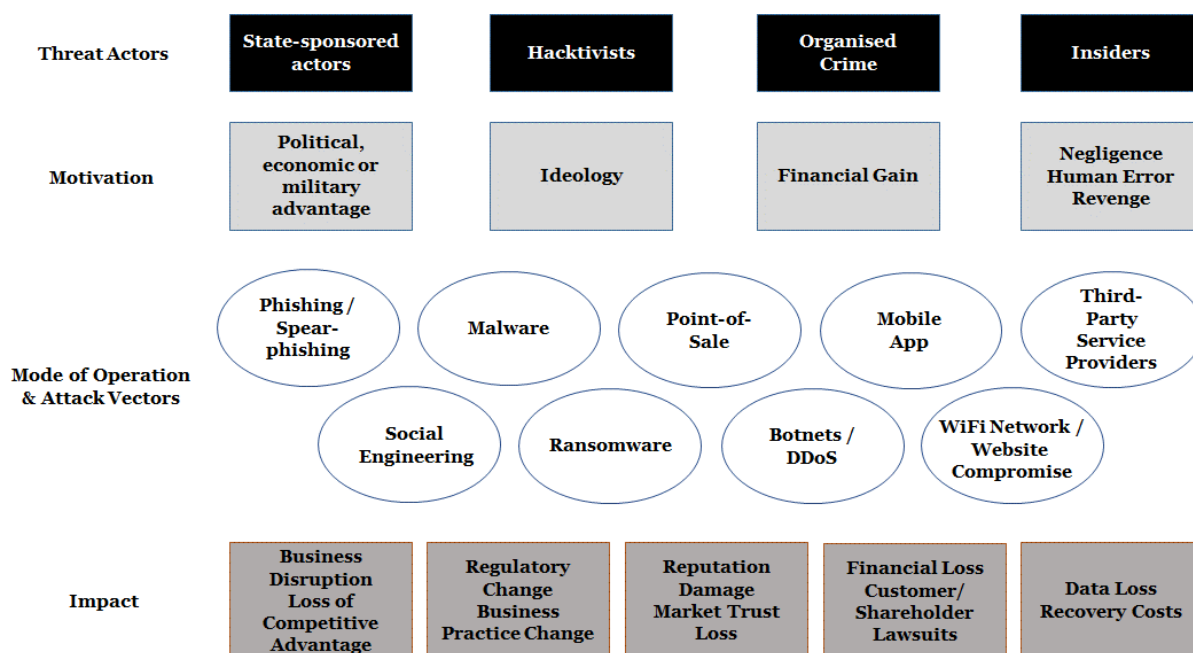 Threat Actors
State-sponsored
actors
Hacktivists
Organised
Crime
Insiders
Motivation
Political,
economic or
military
advantage
Ideology
Financial Gain
Negligence
Human Error
Revenge
Mode of Operation
& Attack Vectors
Phishing /
Spear-
phishing
Malware
Point-of-
Sale
Mobile
App
Third-
Party
Service
Providers
Social
Engineering
Ransomware
Botnets /
DDoS
WiFi Network /
Website
Compromise
Impact
Business
Disruption
Loss of
Competitive
Advantage
Regulatory
Change
Business
Practice Change
Reputation
Damage
Market Trust
Loss
Financial Loss
Customer/
Shareholder
Lawsuits
Data Loss
Recovery Costs